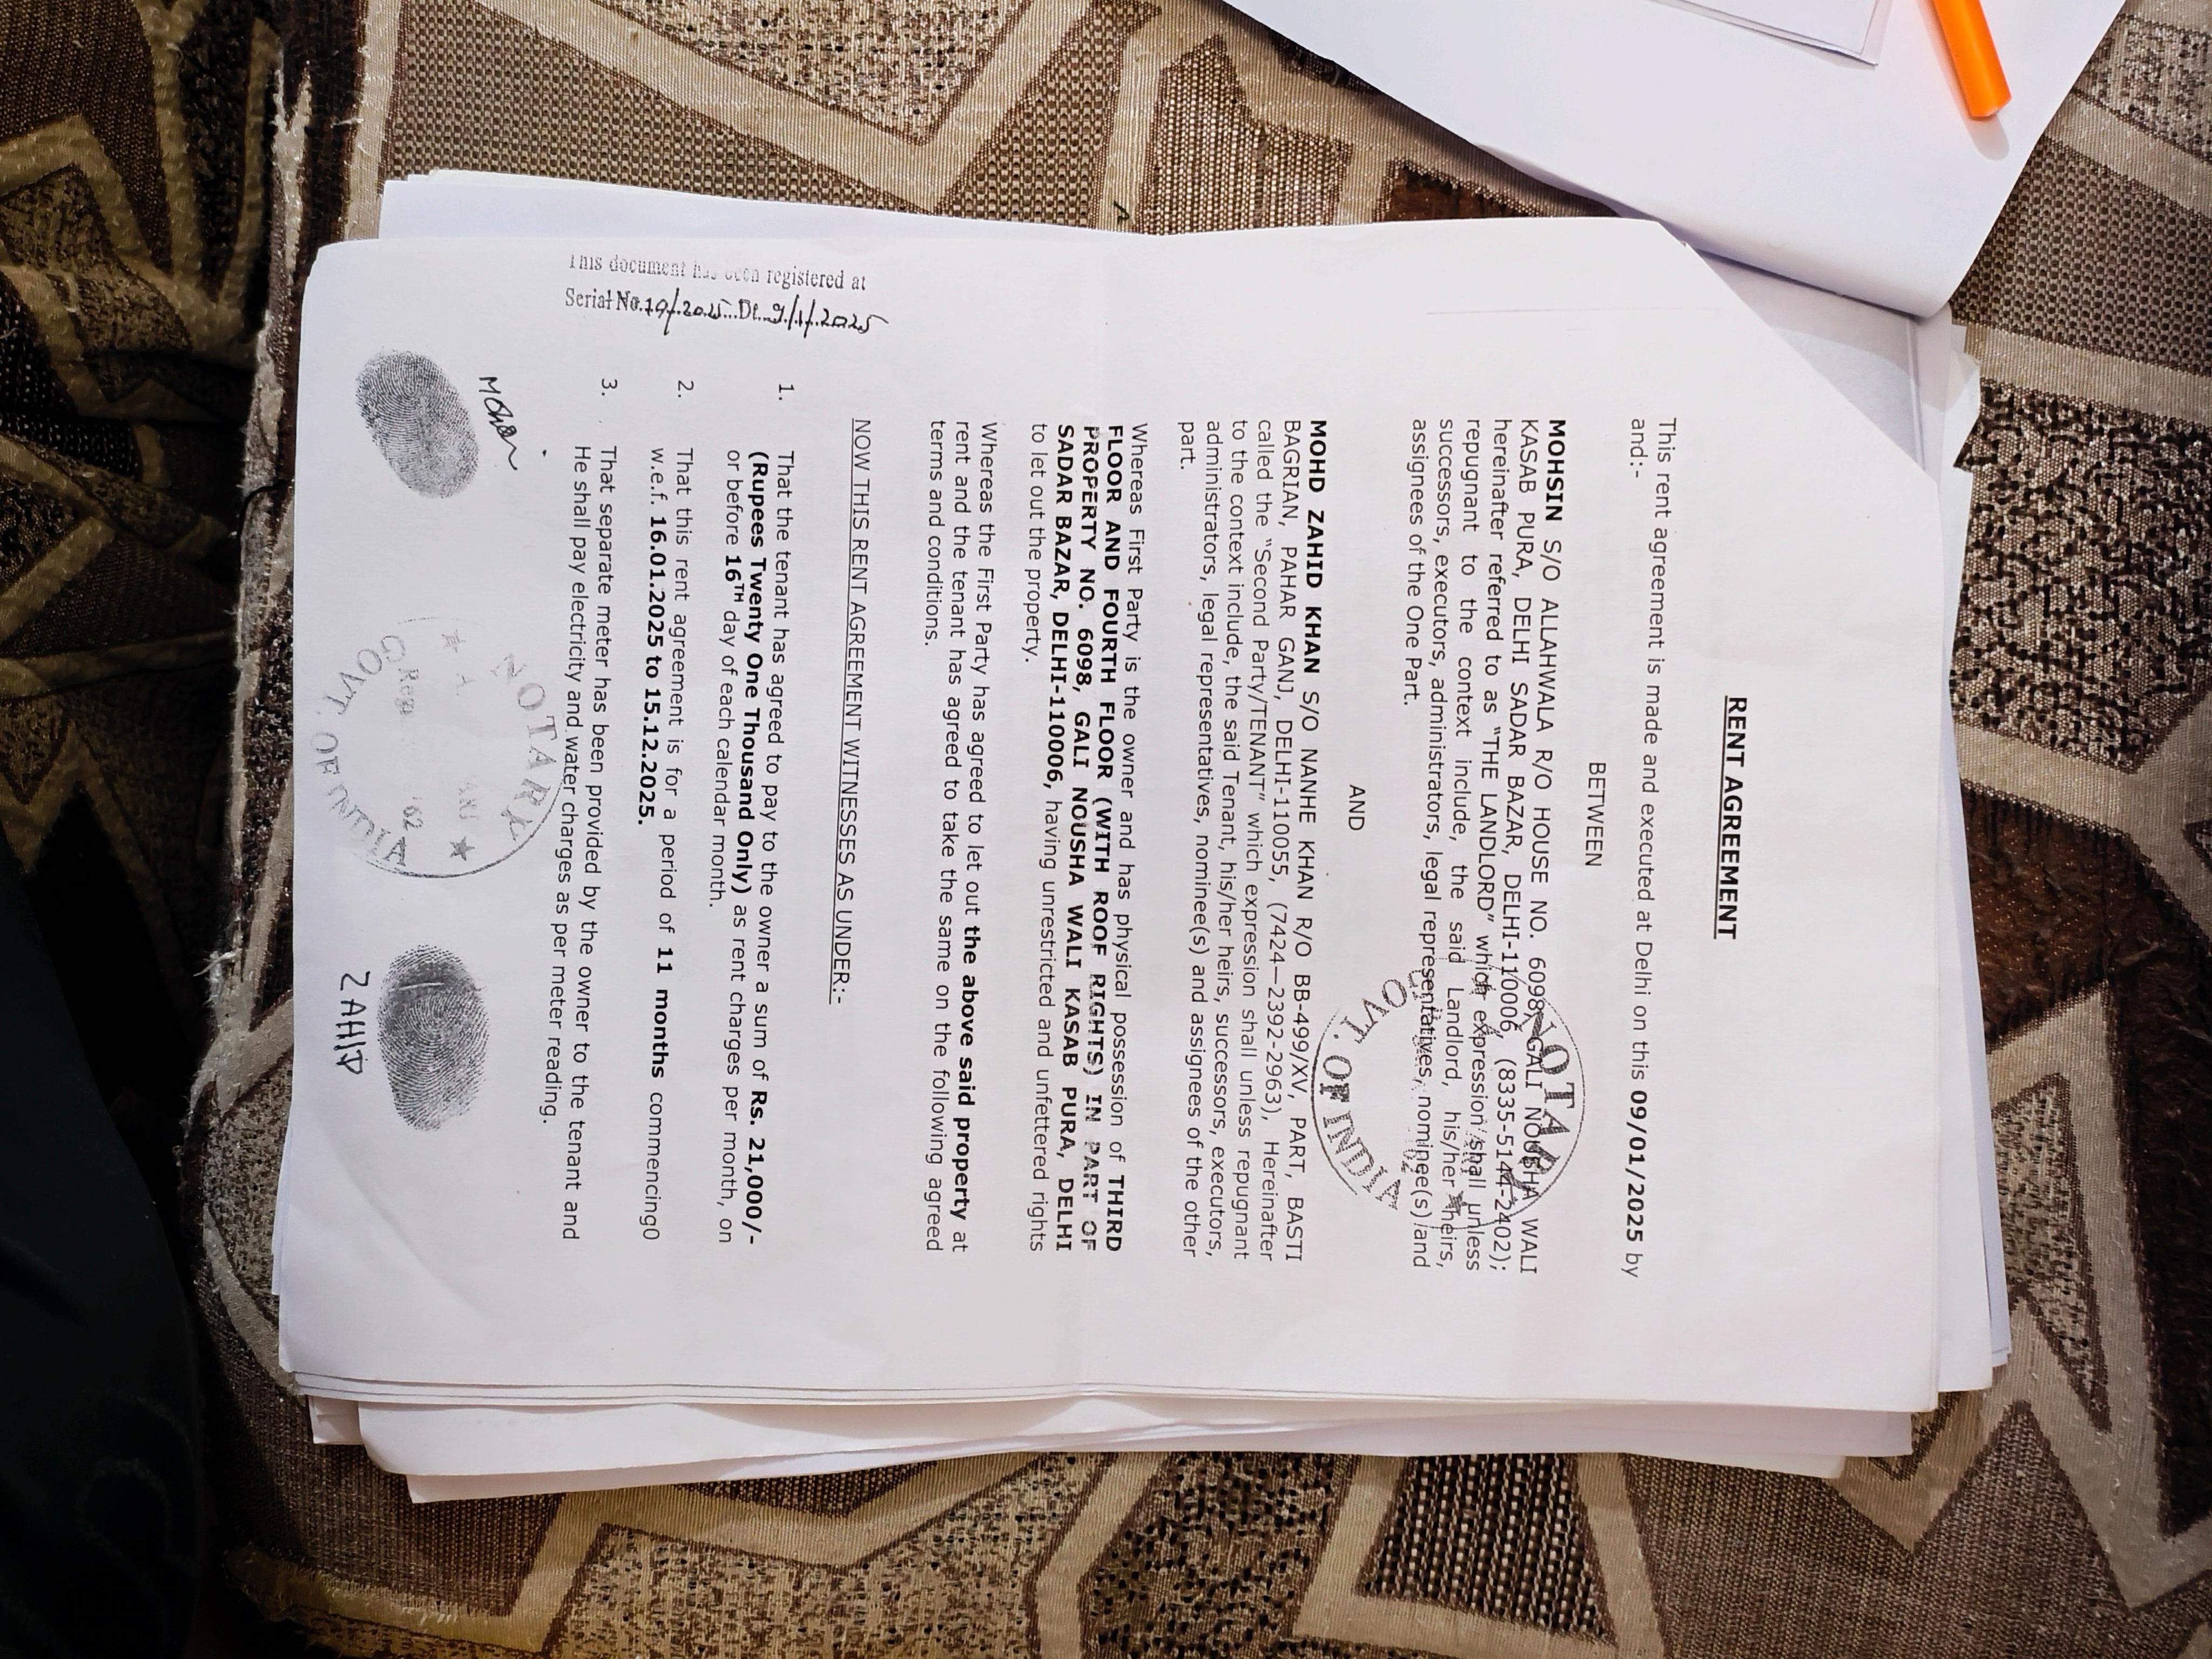 RENT AGREEMENT
This rent agreement is made and executed at Delhi on this 09/01/2025 by
and:-
BETWEEN
MOHSIN S/O ALLAHWALA R/O HOUSE NO. 6098, GALI NOUSHA WALI
KASAB PURA, DELHI SADAR BAZAR, DELHI-110006, (8335-5144-2402);
hereinafter referred to as "THE LANDLORD" which expression shall unless
repugnant to the context include, the said Landlord, his/her heirs,
successors, executors, administrators, legal representatives, nominee(s) and
assignees of the One Part.
NOTARY
GOVT. OF INDIA
AND
MOHD ZAHID KHAN S/O NANHE KHAN R/O BB-499/XV, PART, BASTI
BAGRIAN, PAHAR GANJ, DELHI-110055, (7424—2392-2963), Hereinafter
called the "Second Party/TENANT" which expression shall unless repugnant
to the context include, the said Tenant, his/her heirs, successors, executors,
administrators, legal representatives, nominee(s) and assignees of the other
part.
Whereas First Party is the owner and has physical possession of THIRD
FLOOR AND FOURTH FLOOR (WITH ROOF RIGHTS) IN PART OF
PROPERTY NO. 6098, GALI NOUSHA WALI KASAB PURA, DELHI
SADAR BAZAR, DELHI-110006, having unrestricted and unfettered rights
to let out the property.
Whereas the First Party has agreed to let out the above said property at
rent and the tenant has agreed to take the same on the following agreed
terms and conditions.
NOW THIS RENT AGREEMENT WITNESSES AS UNDER:-
This document has been registered at
Serial No.19/2025 Dt. 9/1/2025
1. That the tenant has agreed to pay to the owner a sum of Rs. 21,000/-
(Rupees Twenty One Thousand Only) as rent charges per month, on
or before 16TH day of each calendar month.
2. That this rent agreement is for a period of 11 months commencing0
w.e.f. 16.01.2025 to 15.12.2025.
3. That separate meter has been provided by the owner to the tenant and
He shall pay electricity and water charges as per meter reading.
NOTARY
GOVT. OF INDIA
ZAHID